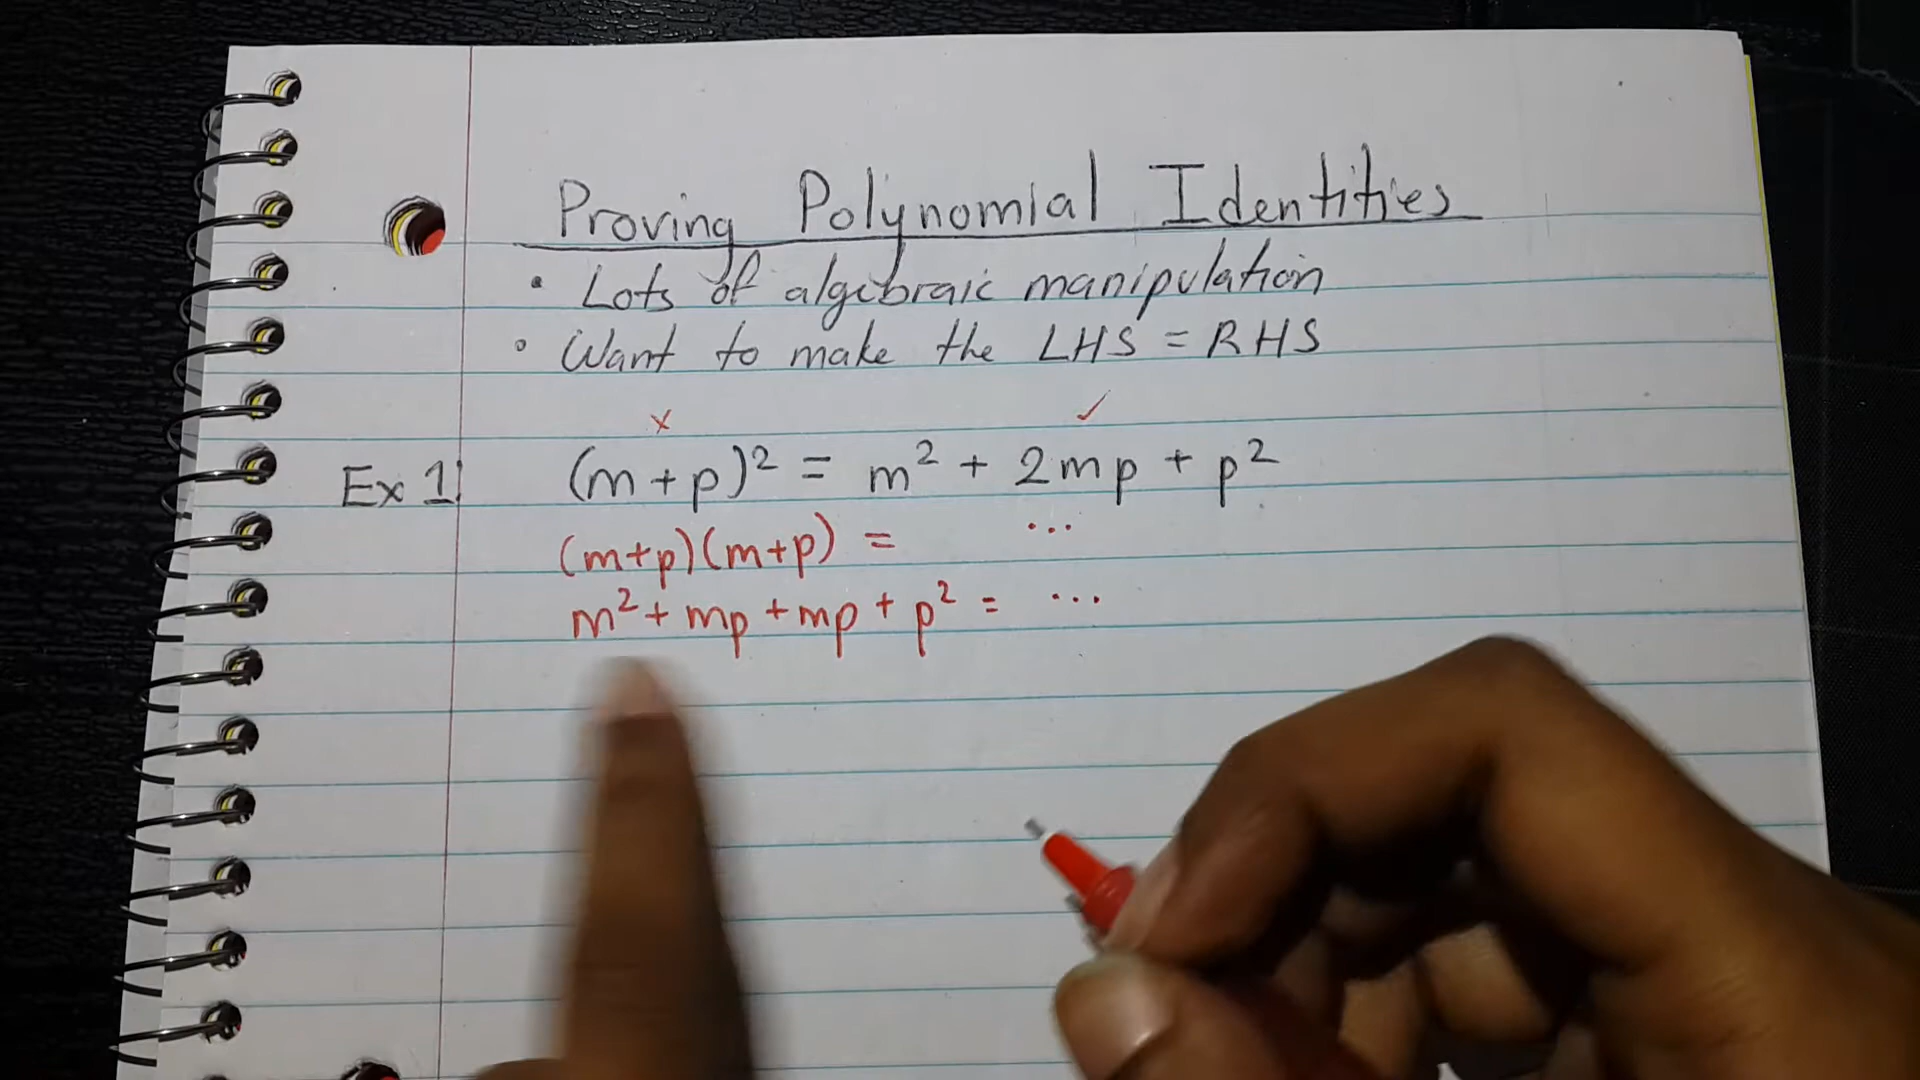 Proving Polynomial Identities
• Lots of algebraic manipulation
• Want to make the LHS = RHS
x ✓
Ex 1: (m+p)² = m² + 2mp + p²
(m+p)(m+p) = ...
m² + mp + mp + p² = ...